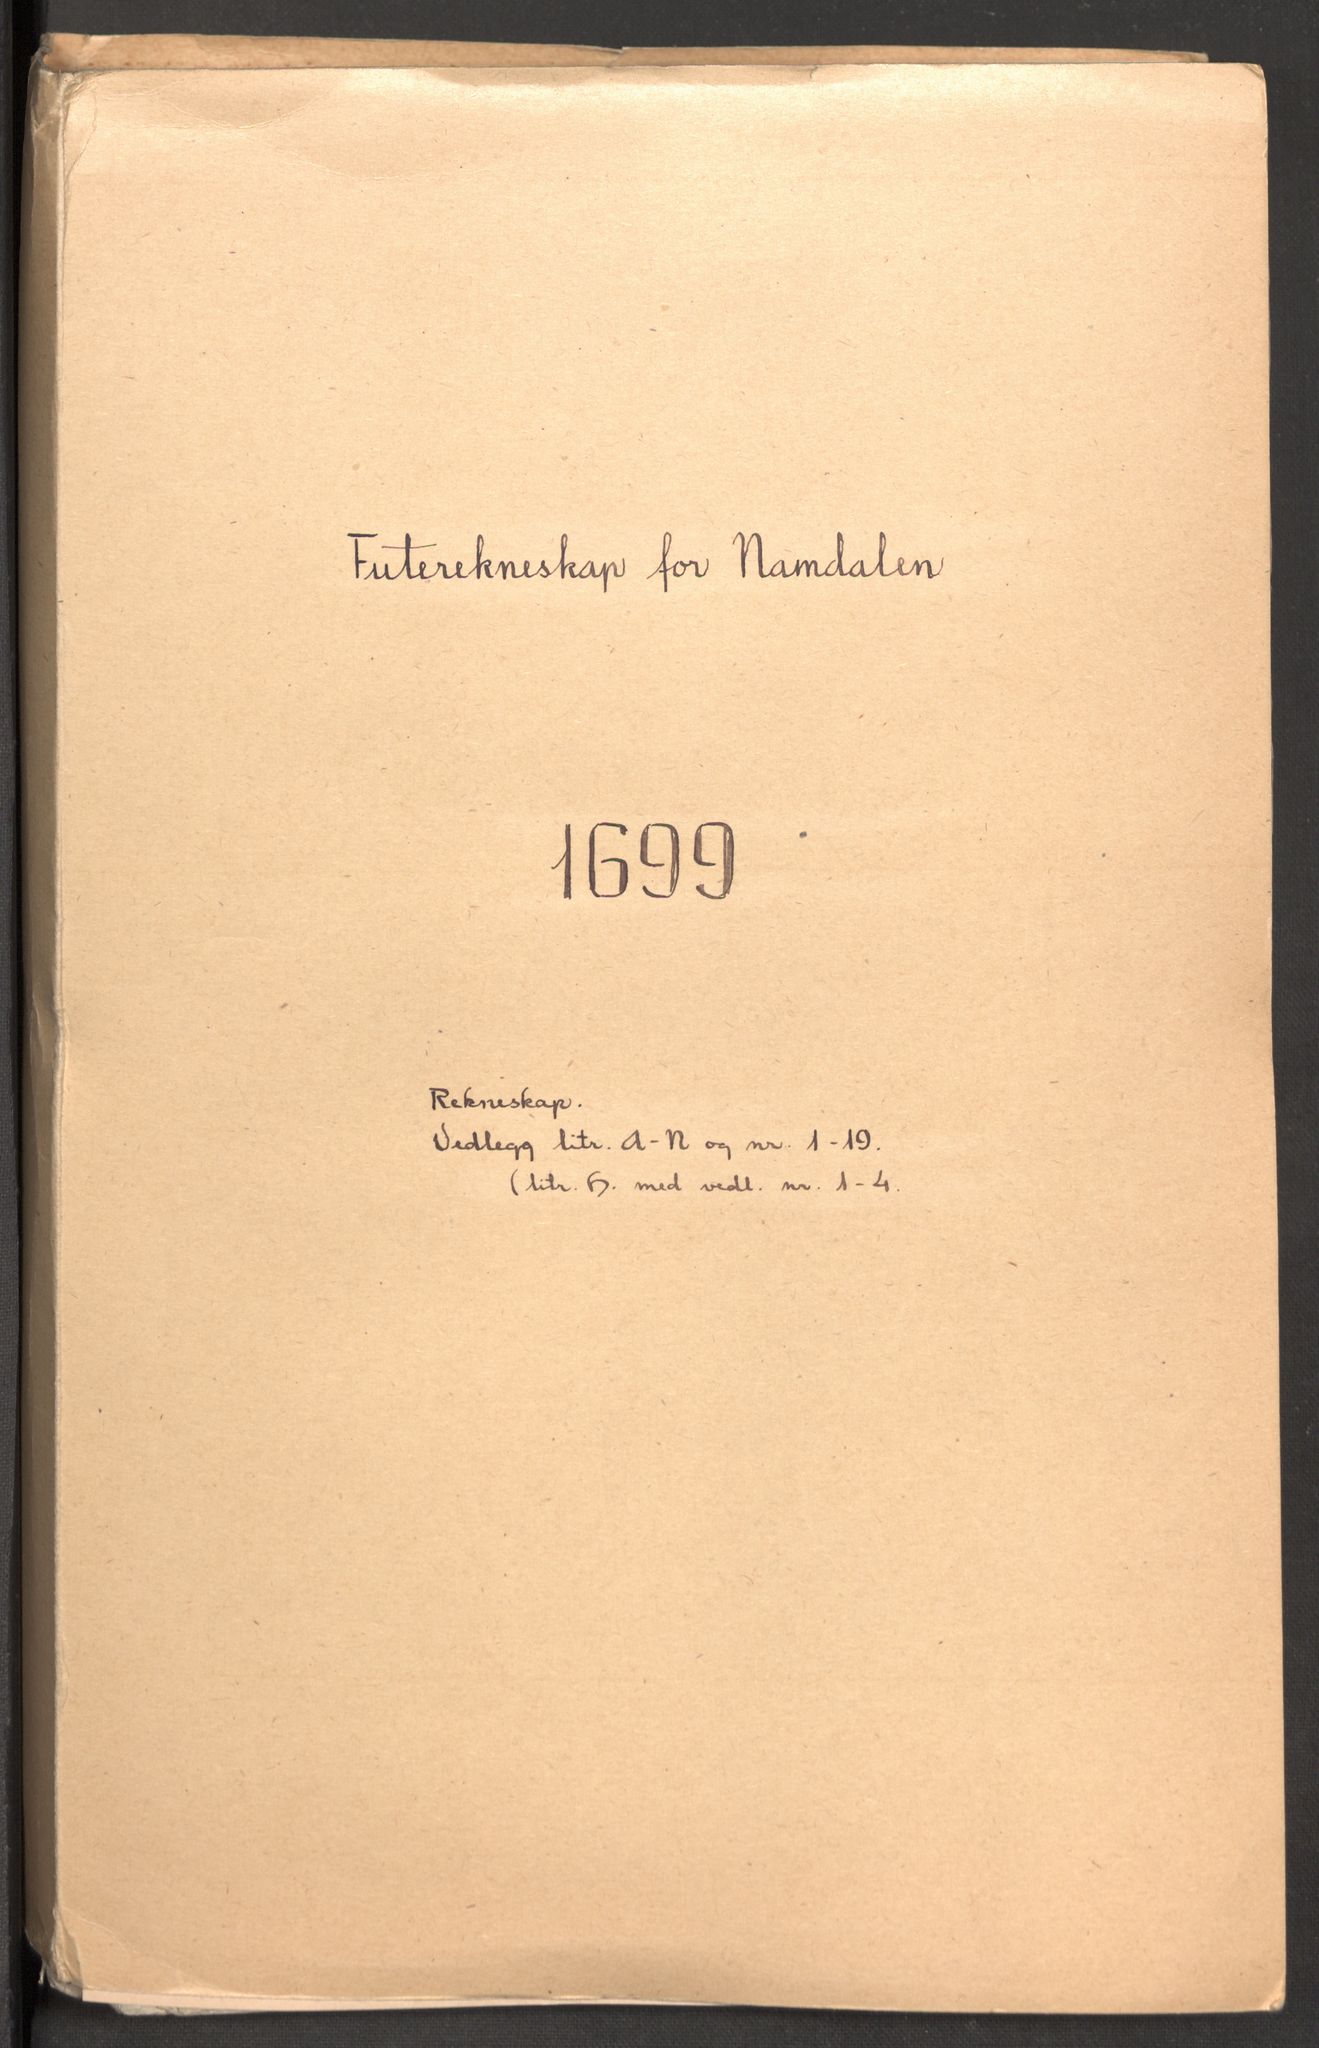 Futerekneskap for Namdalen
1699
Rekneskap.
Vedlegg litr. A-N og nr. 1-19.
(litr. G. med vedl. nr. 1-4.